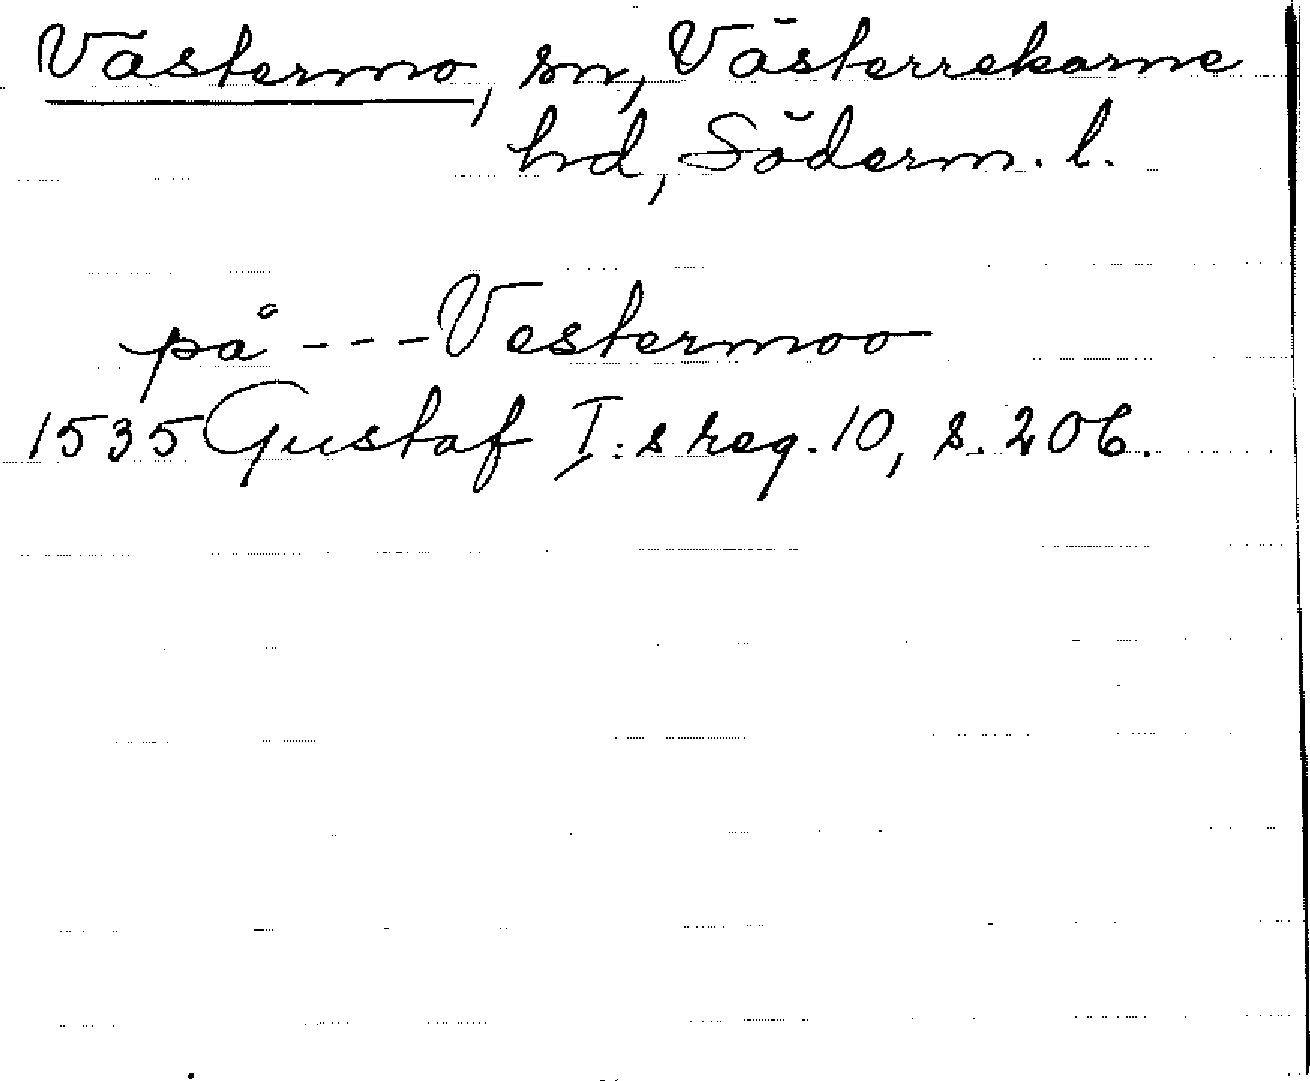 Västermo, sn, Västerrekarne
hd, Söderm. l.
på --- Vestermoo
1535 Gustaf I:s reg. 10, s. 206.